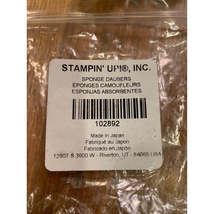 STAMPIN' UP!®, INC.
SPONGE DAUBERS
EPONGES CAMOUFLEURS
ESPONJAS ABSORBENTES
102892
Made in Japan
Fabriqué au Japon
Fabricado en Japón
12907 S 3600 W - Riverton, UT - 84065 USA